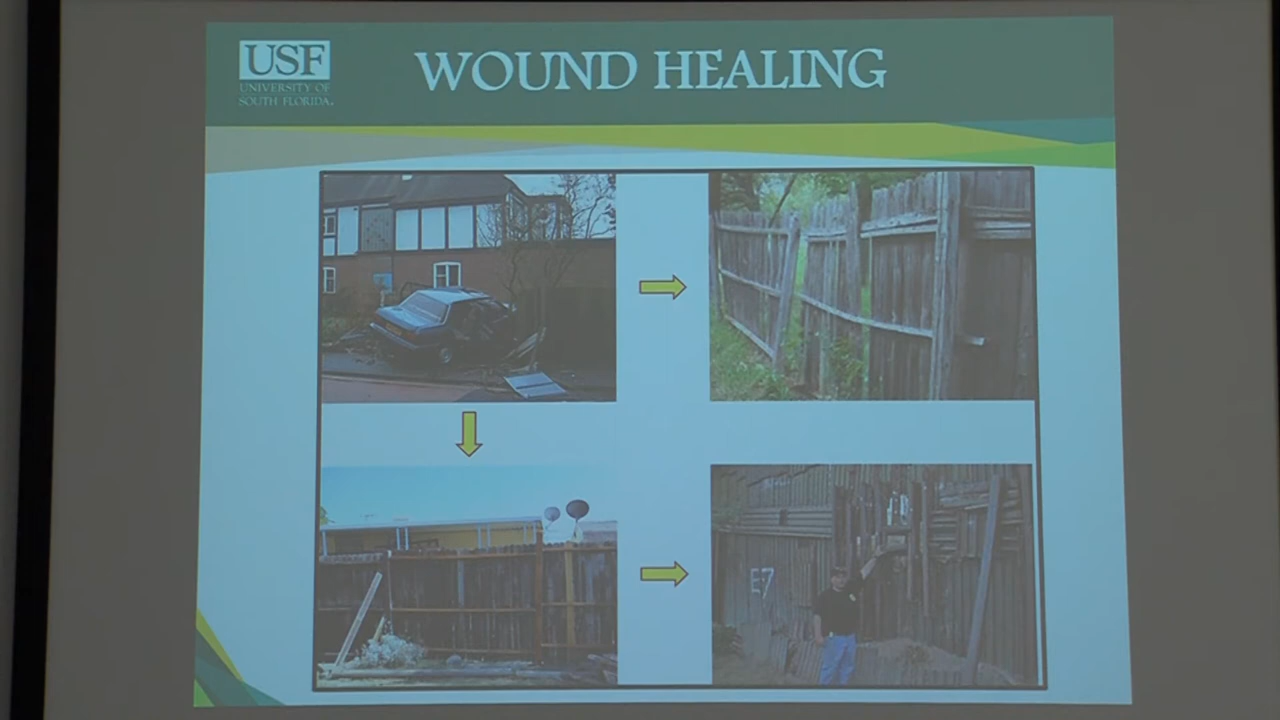 USF
UNIVERSITY OF
SOUTH FLORIDA.
WOUND HEALING
E7